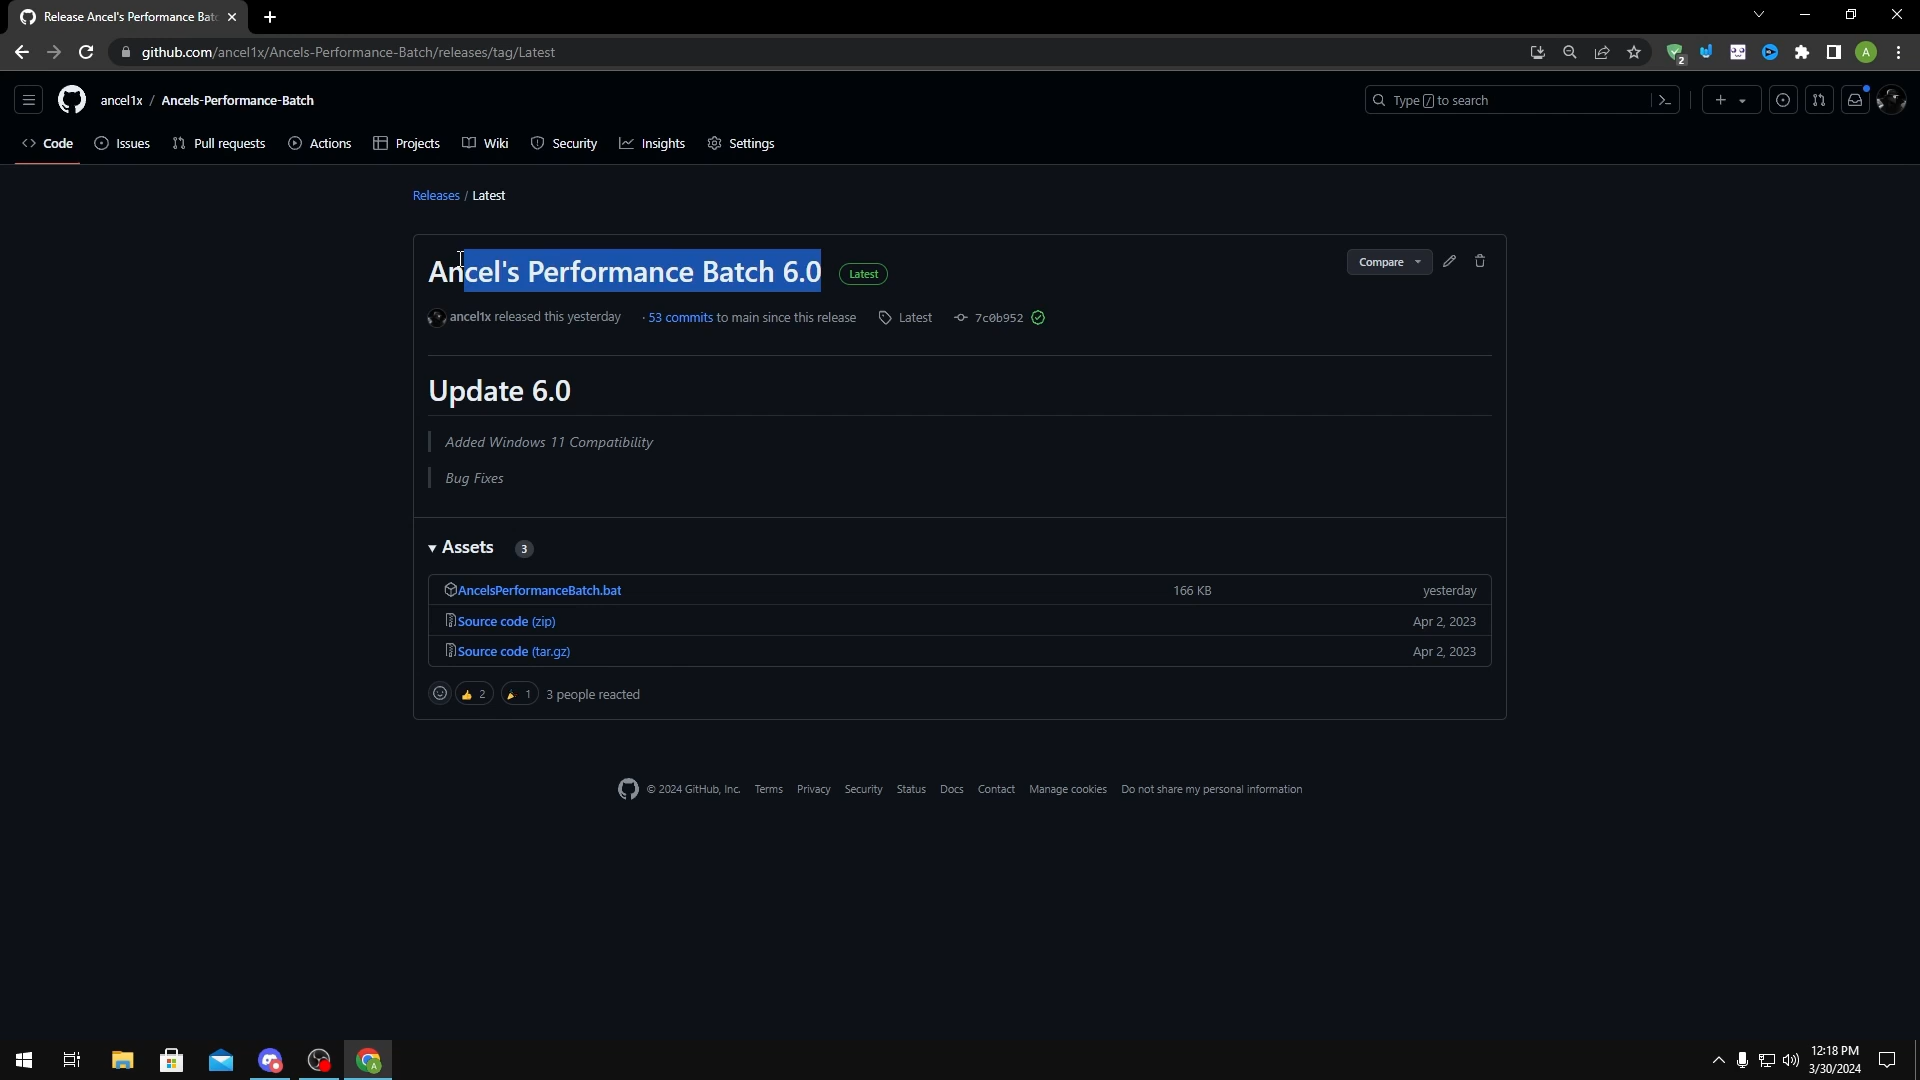 Release Ancel's Performance Bat
github.com/ancel1x/Ancels-Performance-Batch/releases/tag/Latest
2
A
ancel1x / Ancels-Performance-Batch
Type / to search
Code Issues Pull requests Actions Projects Wiki Security Insights Settings
Releases / Latest
Ancel's Performance Batch 6.0 Latest
Compare
ancel1x released this yesterday · 53 commits to main since this release Latest 7c0b952
Update 6.0
Added Windows 11 Compatibility
Bug Fixes
Assets 3
AncelsPerformanceBatch.bat 166 KB yesterday
Source code (zip) Apr 2, 2023
Source code (tar.gz) Apr 2, 2023
2 1 3 people reacted
© 2024 GitHub, Inc. Terms Privacy Security Status Docs Contact Manage cookies Do not share my personal information
A
12:18 PM
3/30/2024